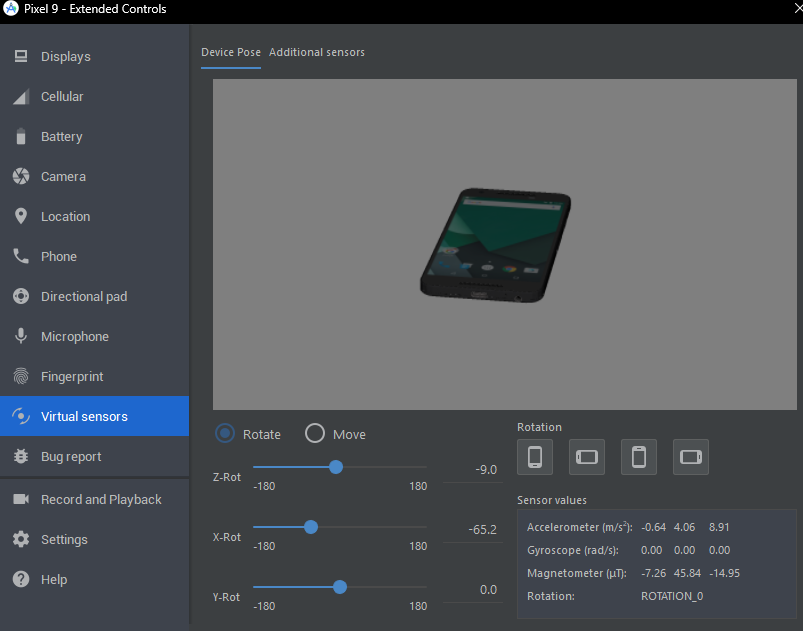 Pixel 9 - Extended Controls
Displays
Cellular
Battery
Camera
Location
Phone
Directional pad
Microphone
Fingerprint
Virtual sensors
Bug report
Record and Playback
Settings
Help
Device Pose Additional sensors
Rotate Move
Z-Rot -9.0
-180 180
X-Rot -65.2
-180 180
Y-Rot 0.0
-180 180
Rotation
Sensor values
Accelerometer (m/s²): -0.64 4.06 8.91
Gyroscope (rad/s): 0.00 0.00 0.00
Magnetometer (μT): -7.26 45.84 -14.95
Rotation: ROTATION_0